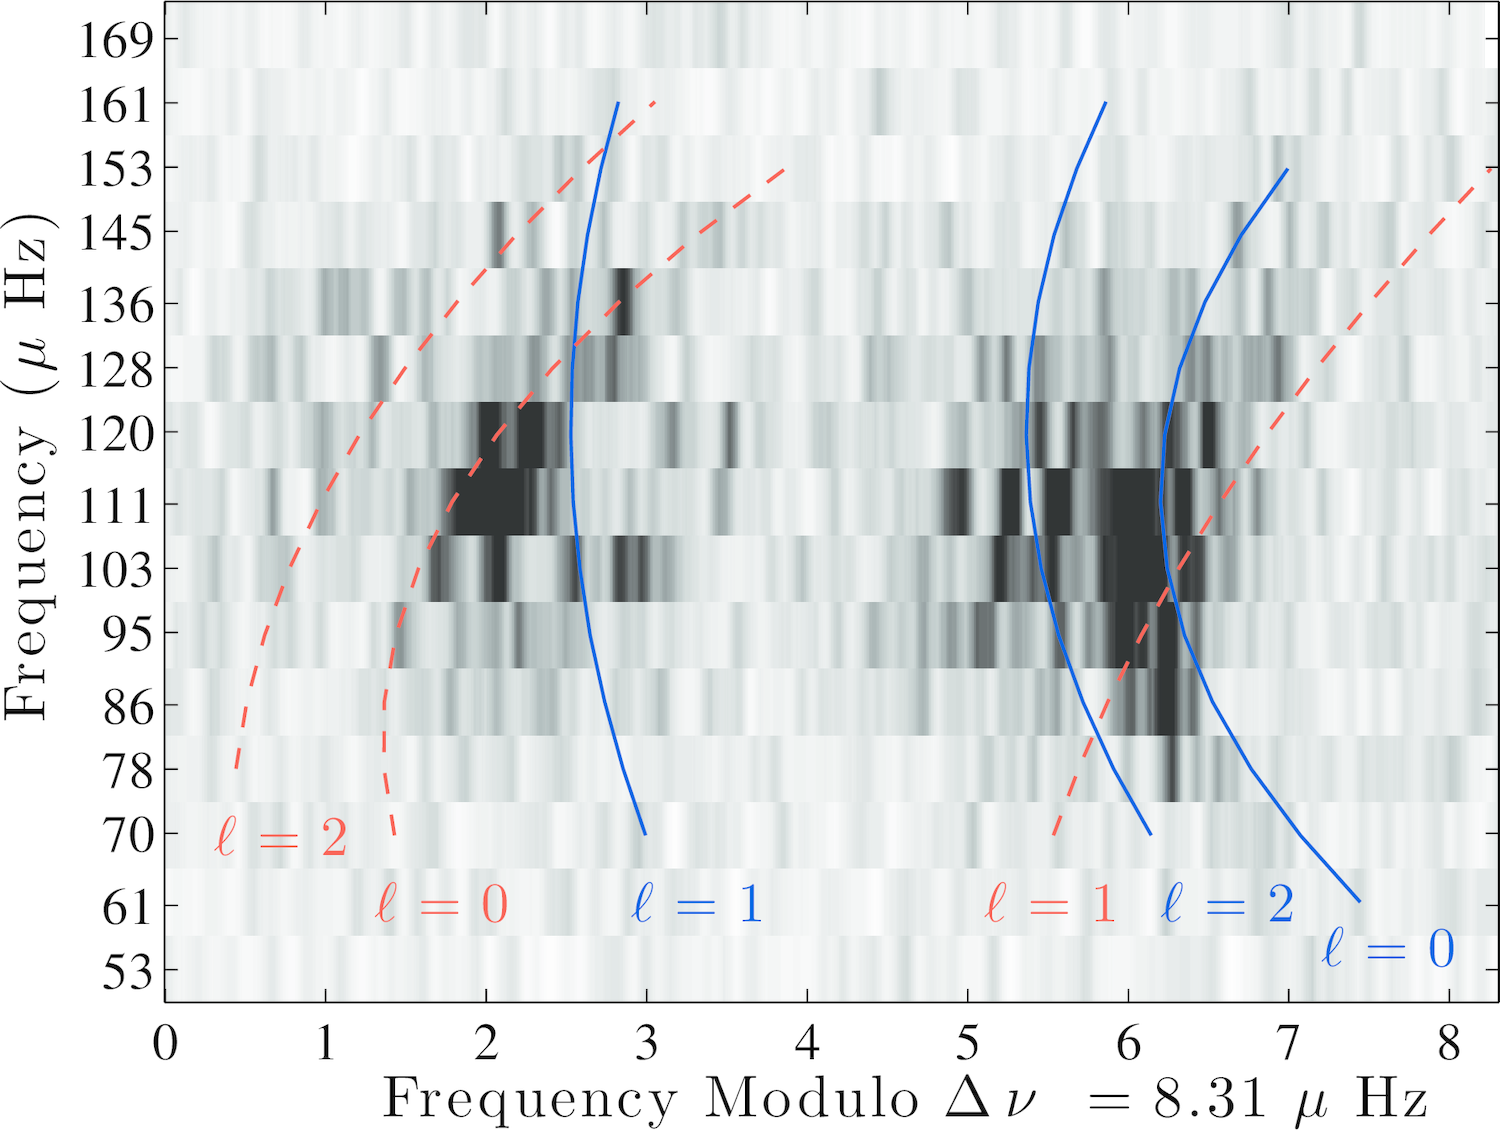 Frequency (μ Hz)
169
161
153
145
136
128
120
111
103
95
86
78
70
61
53
ℓ = 2
ℓ = 0
ℓ = 1
ℓ = 1
ℓ = 2
ℓ = 0
0 1 2 3 4 5 6 7 8
Frequency Modulo Δ ν = 8.31 μ Hz